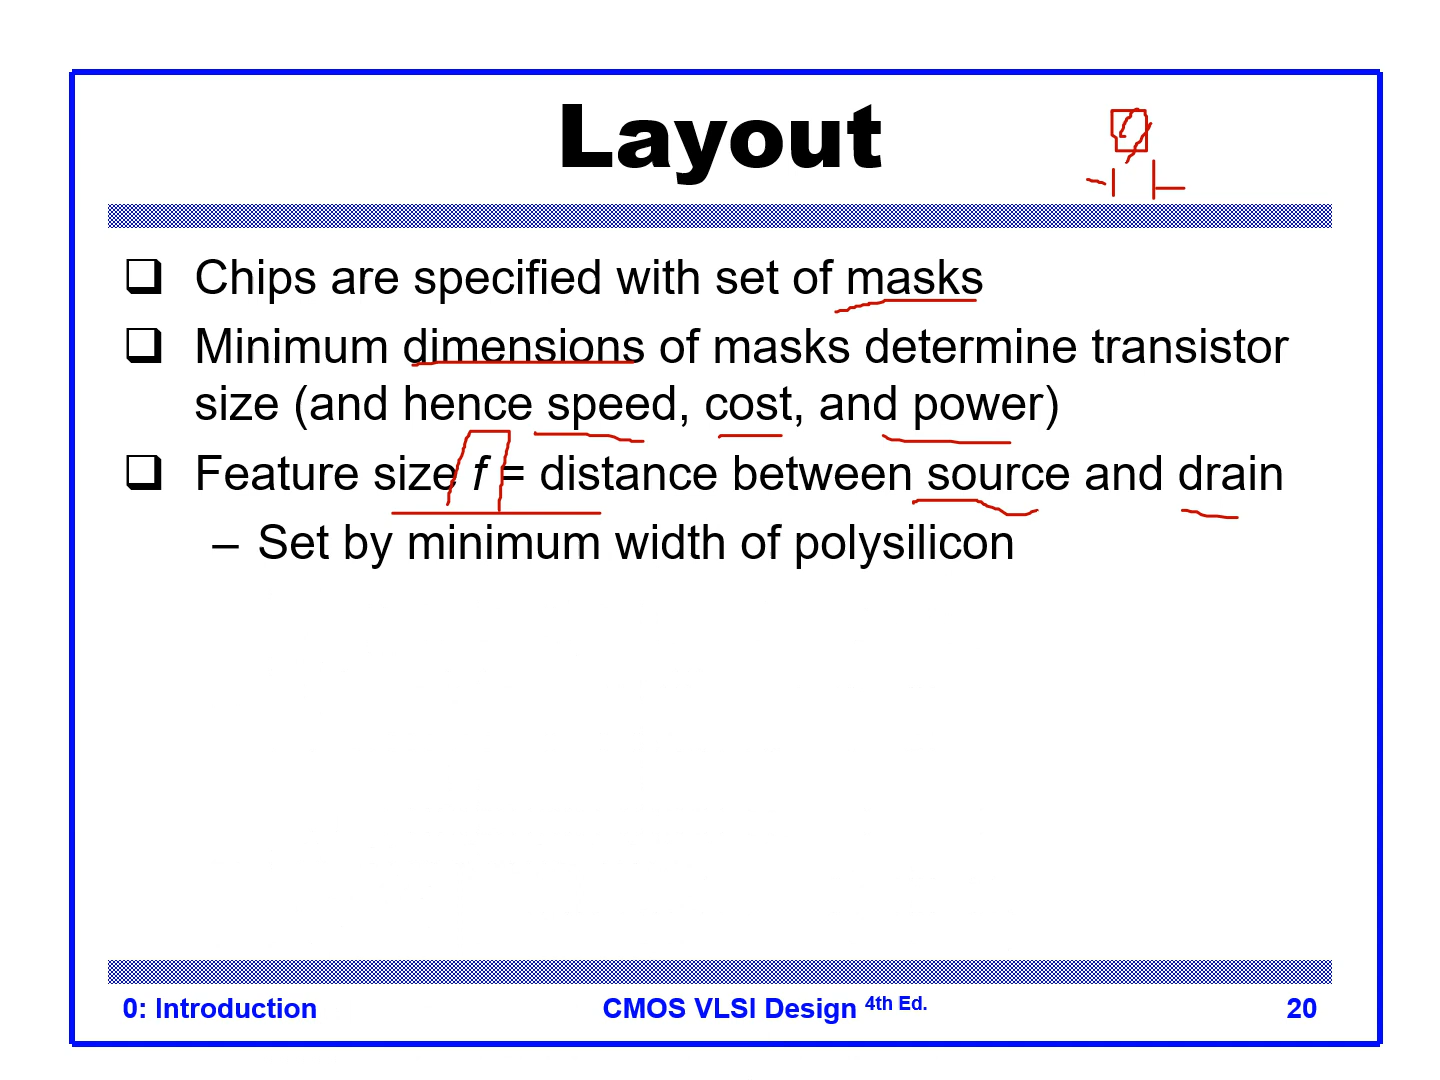 Layout
Chips are specified with set of masks
Minimum dimensions of masks determine transistor
size (and hence speed, cost, and power)
Feature size f = distance between source and drain
– Set by minimum width of polysilicon
0: Introduction
CMOS VLSI Design 4th Ed.
20